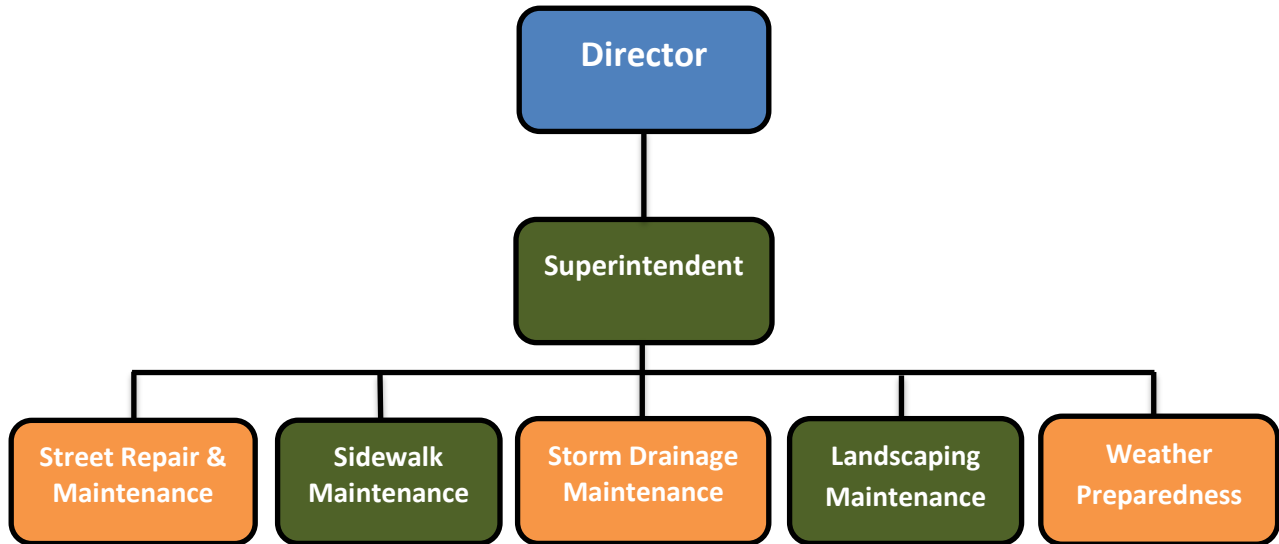 Director
Superintendent
Street Repair &
Maintenance
Sidewalk
Maintenance
Storm Drainage
Maintenance
Landscaping
Maintenance
Weather
Preparedness